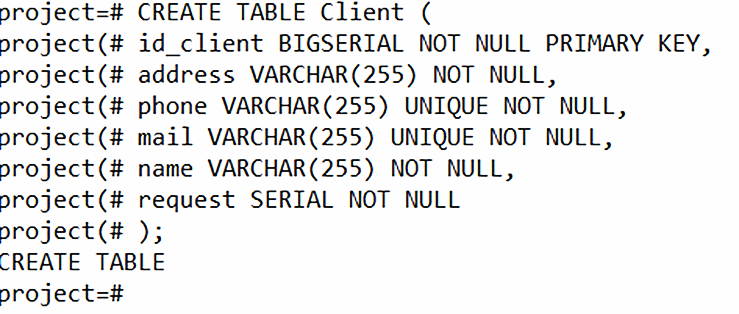 project=# CREATE TABLE Client (
project(# id_client BIGSERIAL NOT NULL PRIMARY KEY,
project(# address VARCHAR(255) NOT NULL,
project(# phone VARCHAR(255) UNIQUE NOT NULL,
project(# mail VARCHAR(255) UNIQUE NOT NULL,
project(# name VARCHAR(255) NOT NULL,
project(# request SERIAL NOT NULL
project(# );
CREATE TABLE
project=#